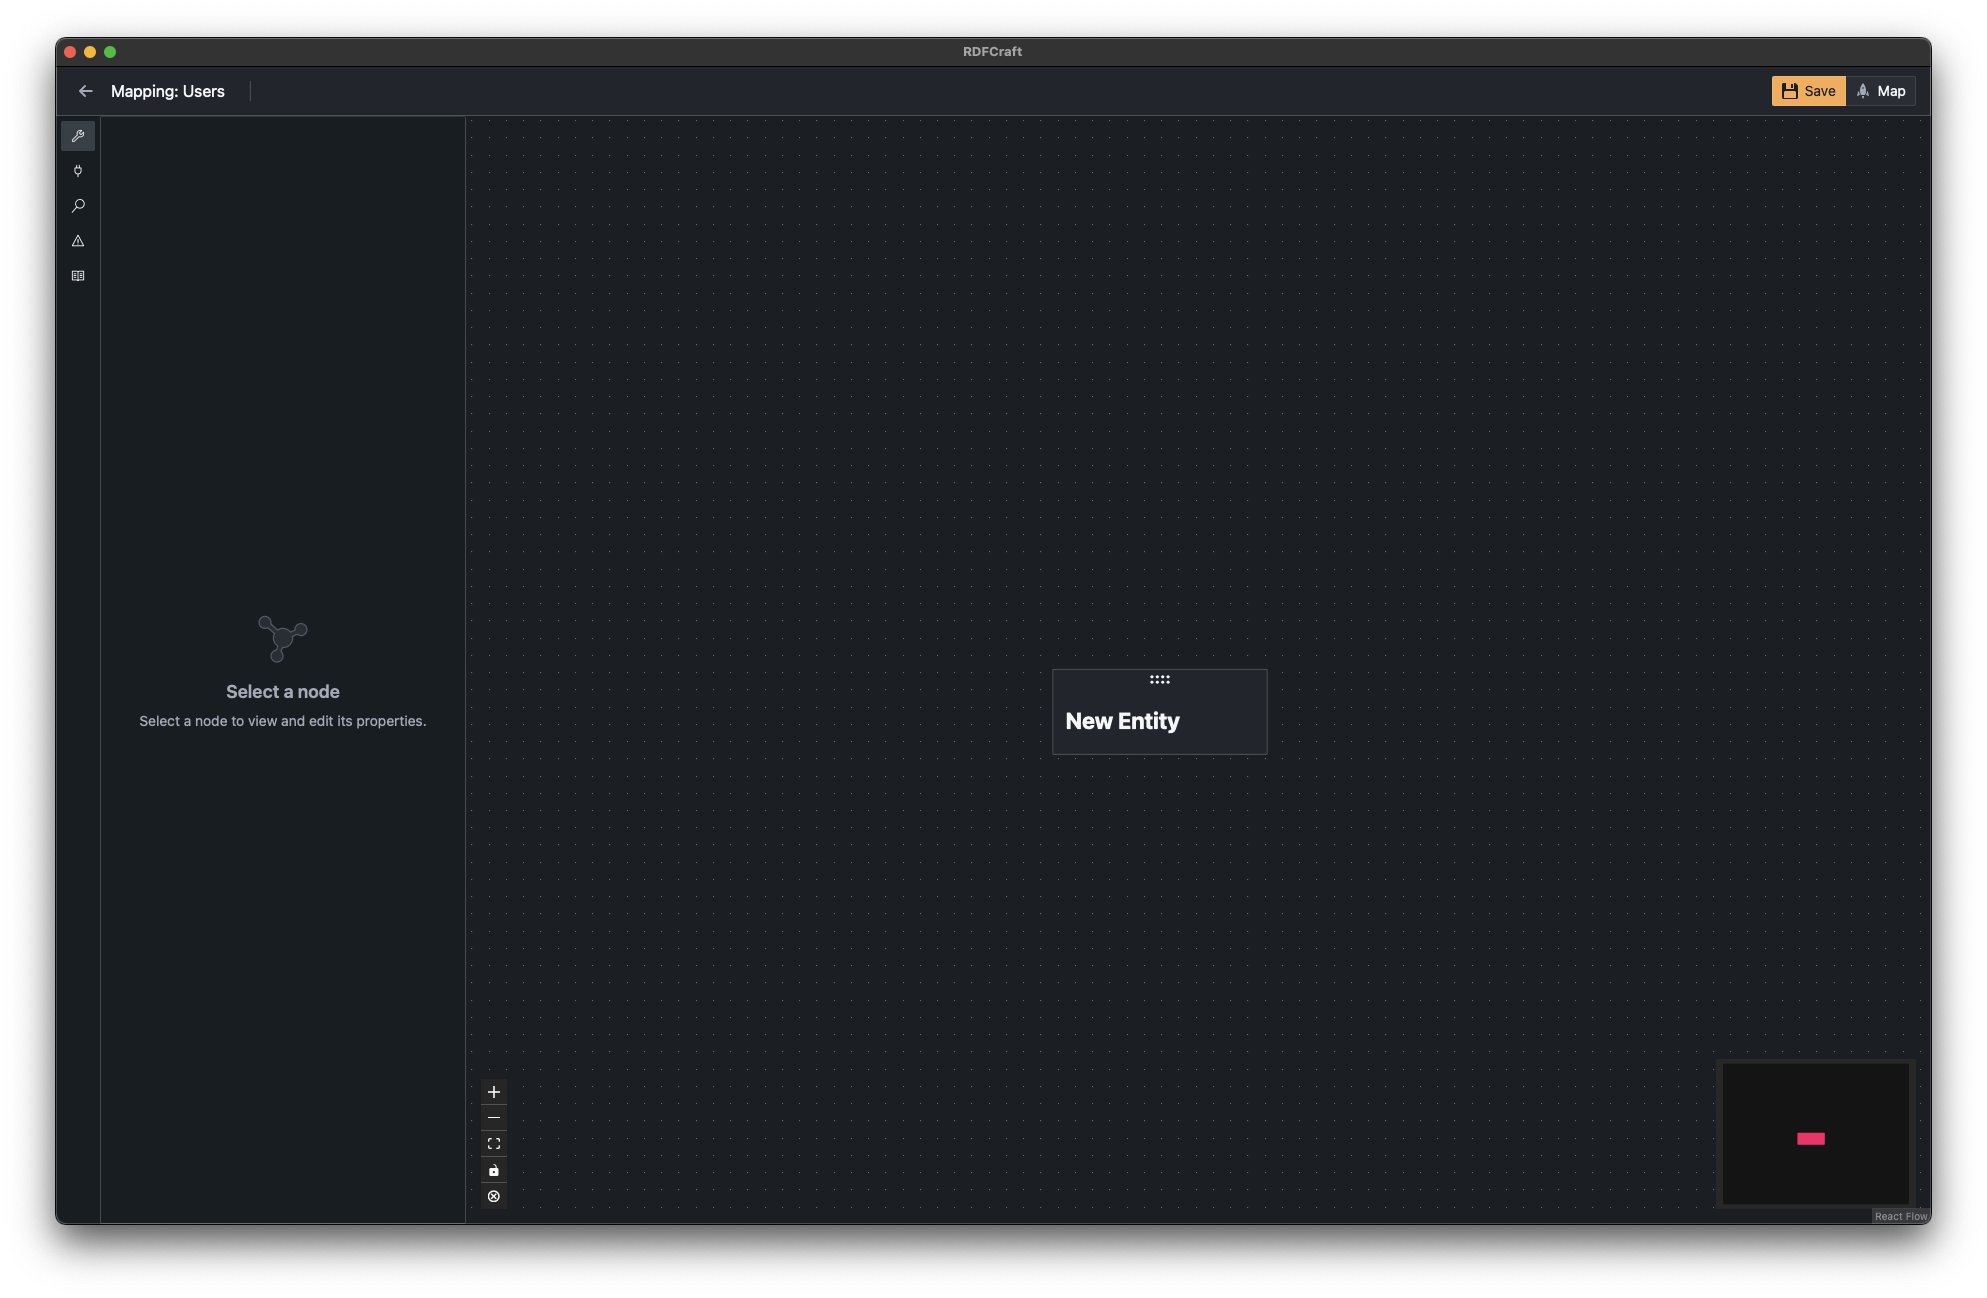 RDFCraft
Mapping: Users
Save
Map
Select a node
Select a node to view and edit its properties.
New Entity
React Flow